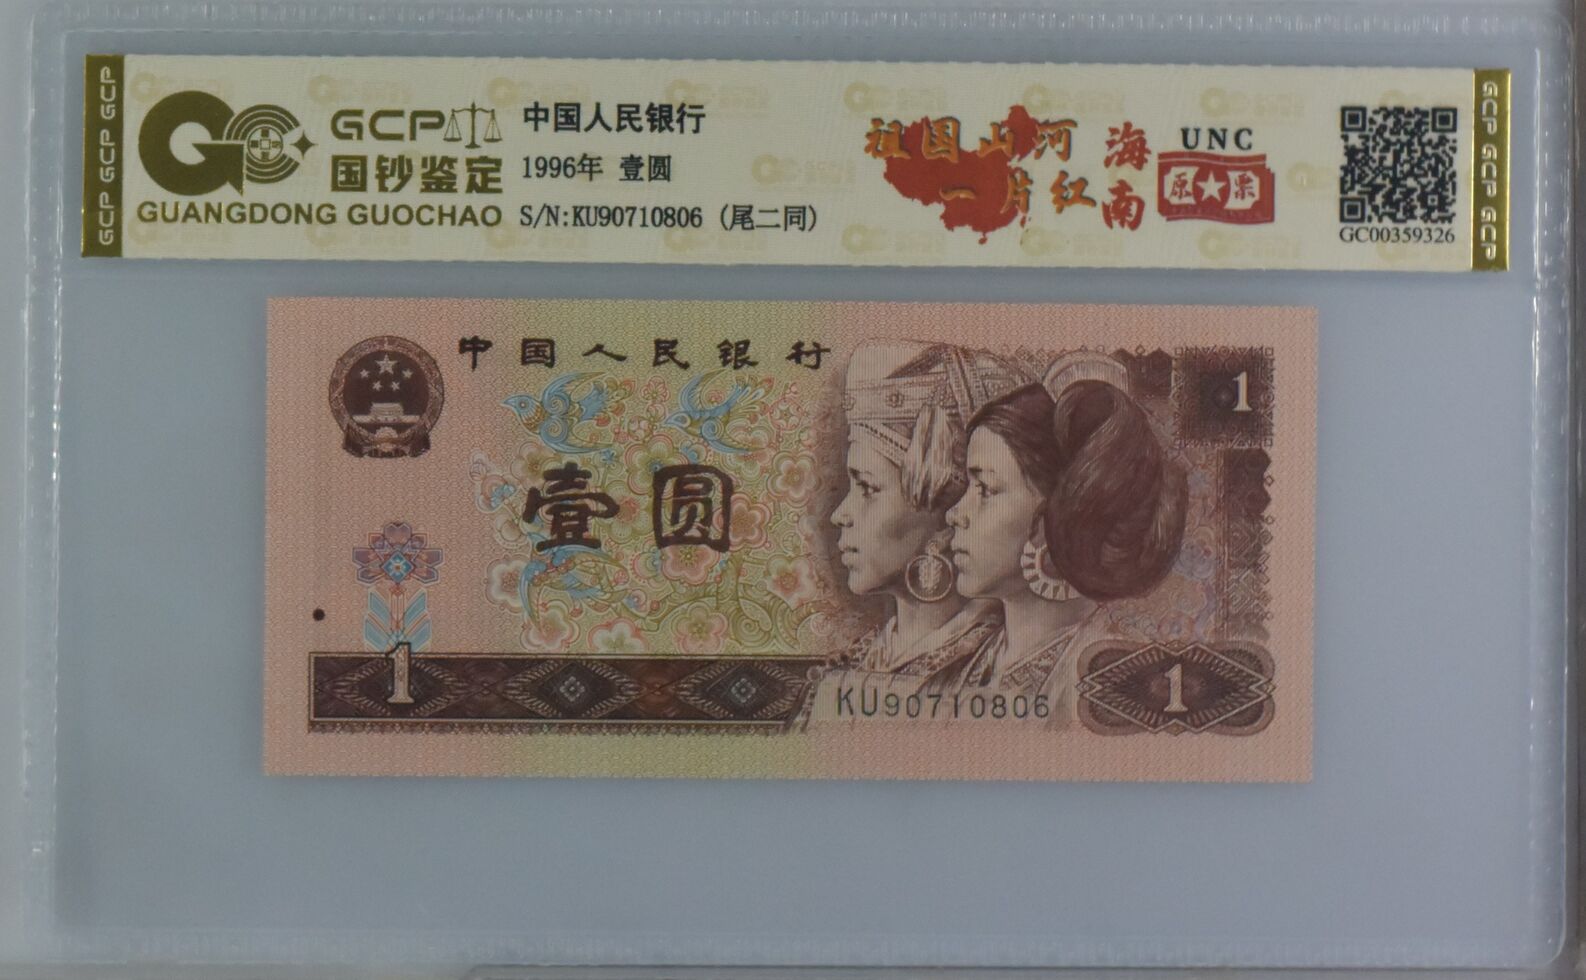 GCP GCP GCP
GCP
国钞鉴定
GUANGDONG GUOCHAO
中国人民银行
1996年 壹圆
S/N:KU90710806 (尾二同)
祖国山河
一片红
海南
UNC
原★票
GC00359326
GCP GCP GCP
中国人民银行
1
壹圆
1
KU90710806
1